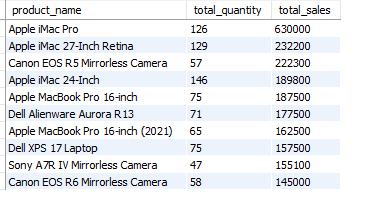 product_name total_quantity total_sales
Apple iMac Pro 126 630000
Apple iMac 27-Inch Retina 129 232200
Canon EOS R5 Mirrorless Camera 57 222300
Apple iMac 24-Inch 146 189800
Apple MacBook Pro 16-inch 75 187500
Dell Alienware Aurora R13 71 177500
Apple MacBook Pro 16-inch (2021) 65 162500
Dell XPS 17 Laptop 75 157500
Sony A7R IV Mirrorless Camera 47 155100
Canon EOS R6 Mirrorless Camera 58 145000